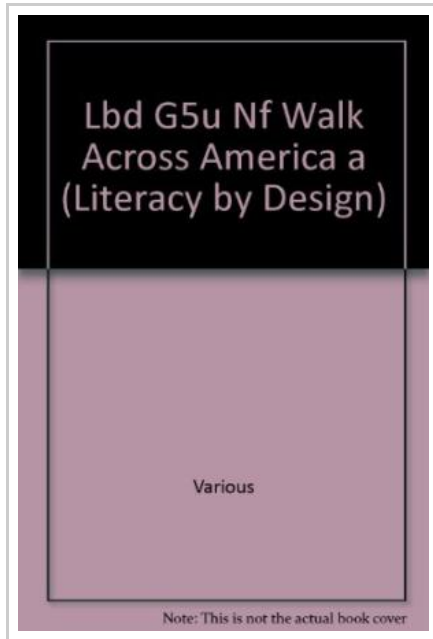 Lbd G5u Nf Walk
Across America a
(Literacy by Design)
Various
Note: This is not the actual book cover